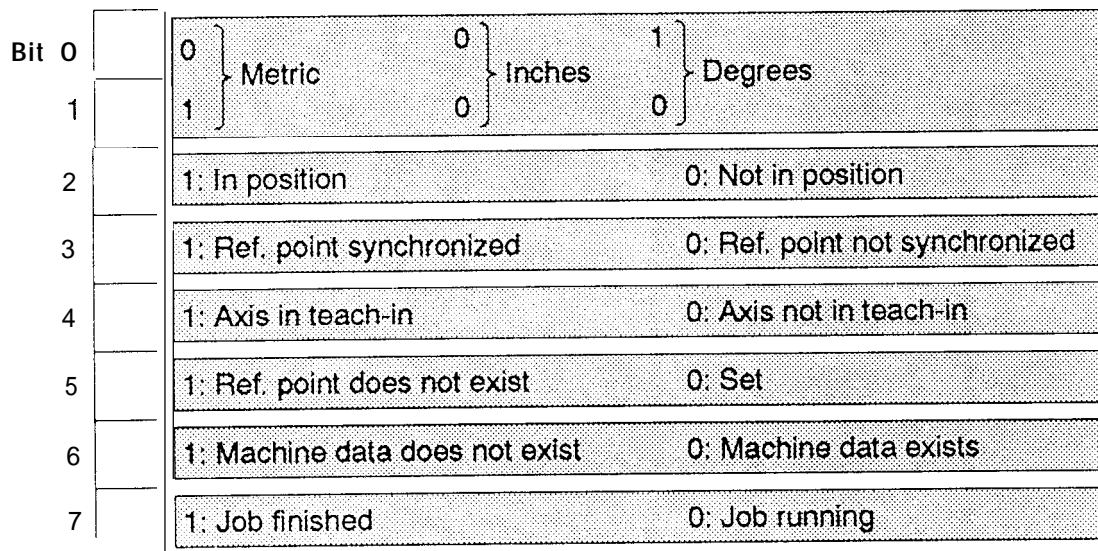 Bit 0
0 0 1
Metric Inches Degrees
1 1 0 0
2 1: In position 0: Not in position
3 1: Ref. point synchronized 0: Ref. point not synchronized
4 1: Axis in teach-in 0: Axis not in teach-in
5 1: Ref. point does not exist 0: Set
6 1: Machine data does not exist 0: Machine data exists
7 1: Job finished 0: Job running